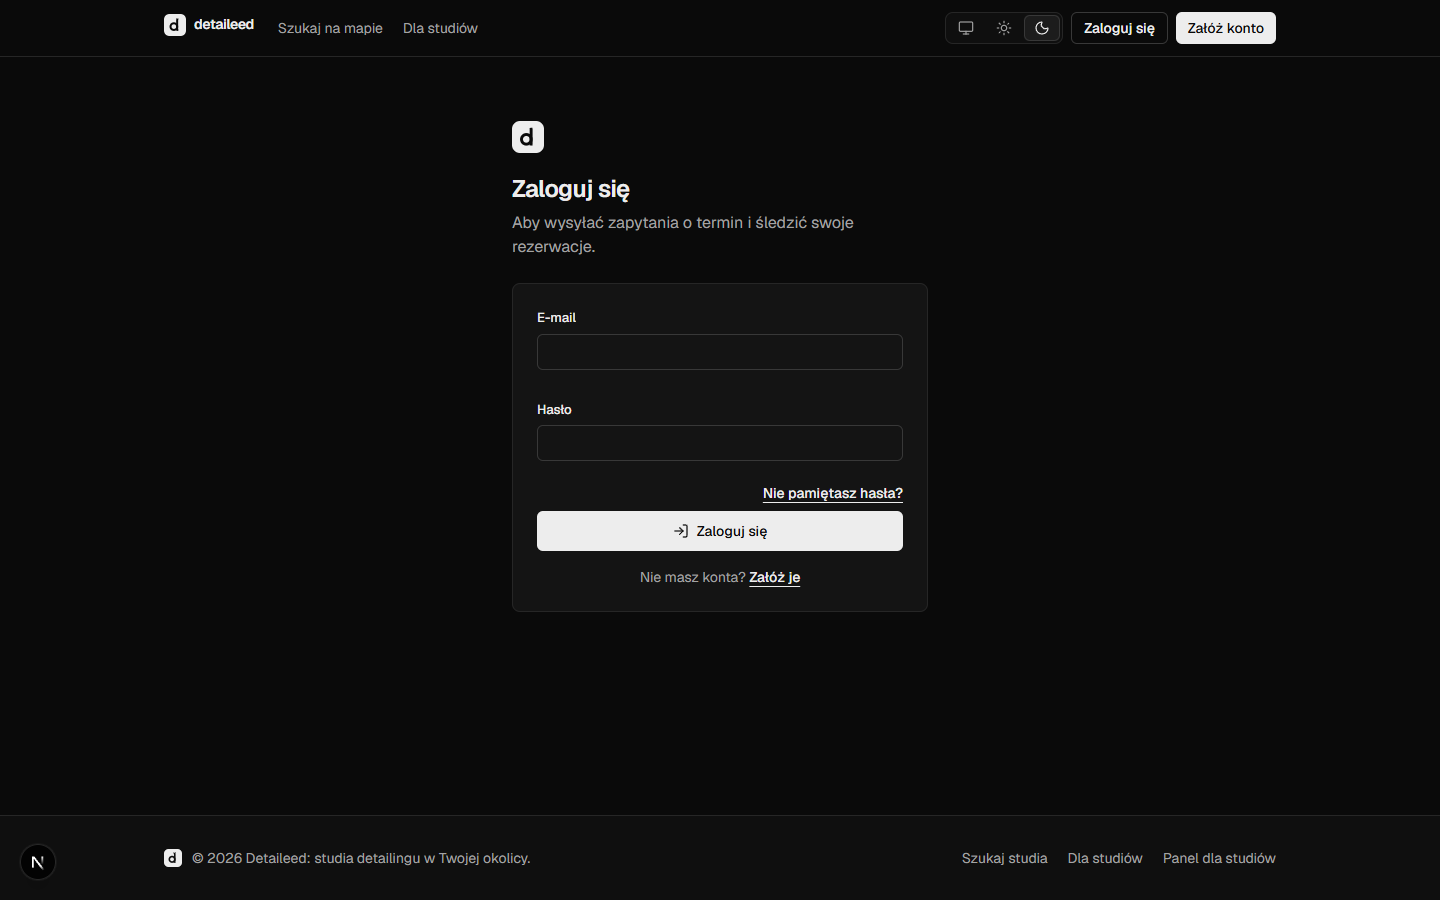 d detaileed
Szukaj na mapie
Dla studiów
Zaloguj się
Załóż konto
d
Zaloguj się
Aby wysyłać zapytania o termin i śledzić swoje
rezerwacje.
E-mail
Hasło
Nie pamiętasz hasła?
Zaloguj się
Nie masz konta? Załóż je
N
d © 2026 Detaileed: studia detailingu w Twojej okolicy.
Szukaj studia
Dla studiów
Panel dla studiów